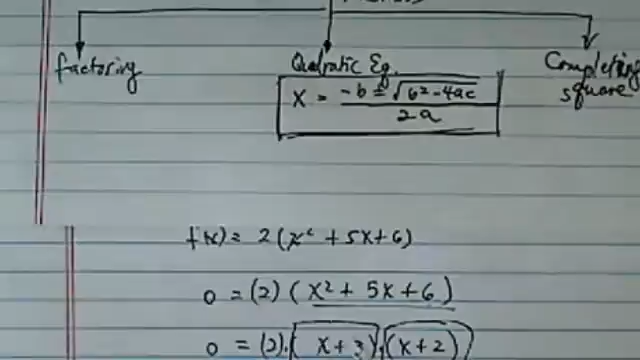 factoring Quadratic Eq. Completing square
x = -b ± √b²-4ac / 2a
f(x) = 2(x² + 5x + 6)
0 = (2) (x² + 5x + 6)
0 = (2).(x + 3).(x + 2)